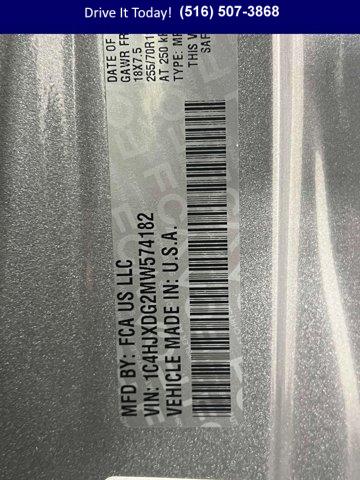 Drive It Today! (516) 507-3868
DATE OF
GAWR FR
18X7.5
255/70R1
AT 250 KP
TYPE: MP
THIS V
SAF
MFD BY: FCA US LLC
VIN: 1C4HJXDG2MW574182
VEHICLE MADE IN: U.S.A.